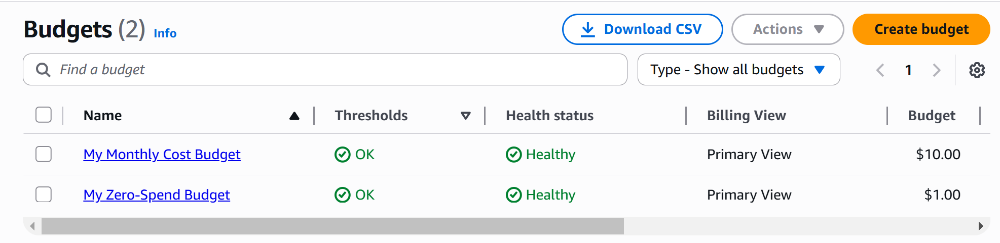 Budgets (2) Info
Download CSV
Actions
Create budget
Find a budget
Type - Show all budgets
1
Name Thresholds Health status Billing View Budget
My Monthly Cost Budget OK Healthy Primary View $10.00
My Zero-Spend Budget OK Healthy Primary View $1.00